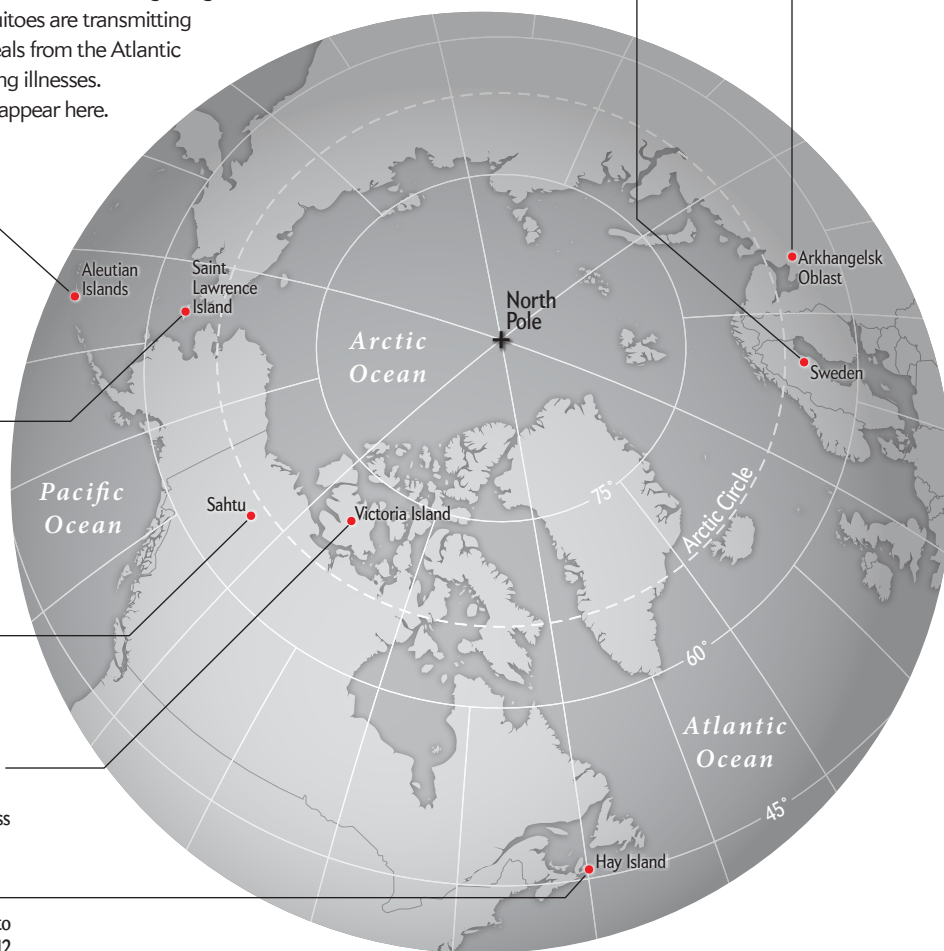 uitoes are transmitting
eals from the Atlantic
ng illnesses.
appear here.
Aleutian
Islands
Saint
Lawrence
Island
North
Pole
Arkhangelsk
Oblast
Arctic
Ocean
Sweden
Pacific
Ocean
Sahtu
Victoria Island
75°
Arctic Circle
60°
Atlantic
Ocean
45°
ss
Hay Island
to
12